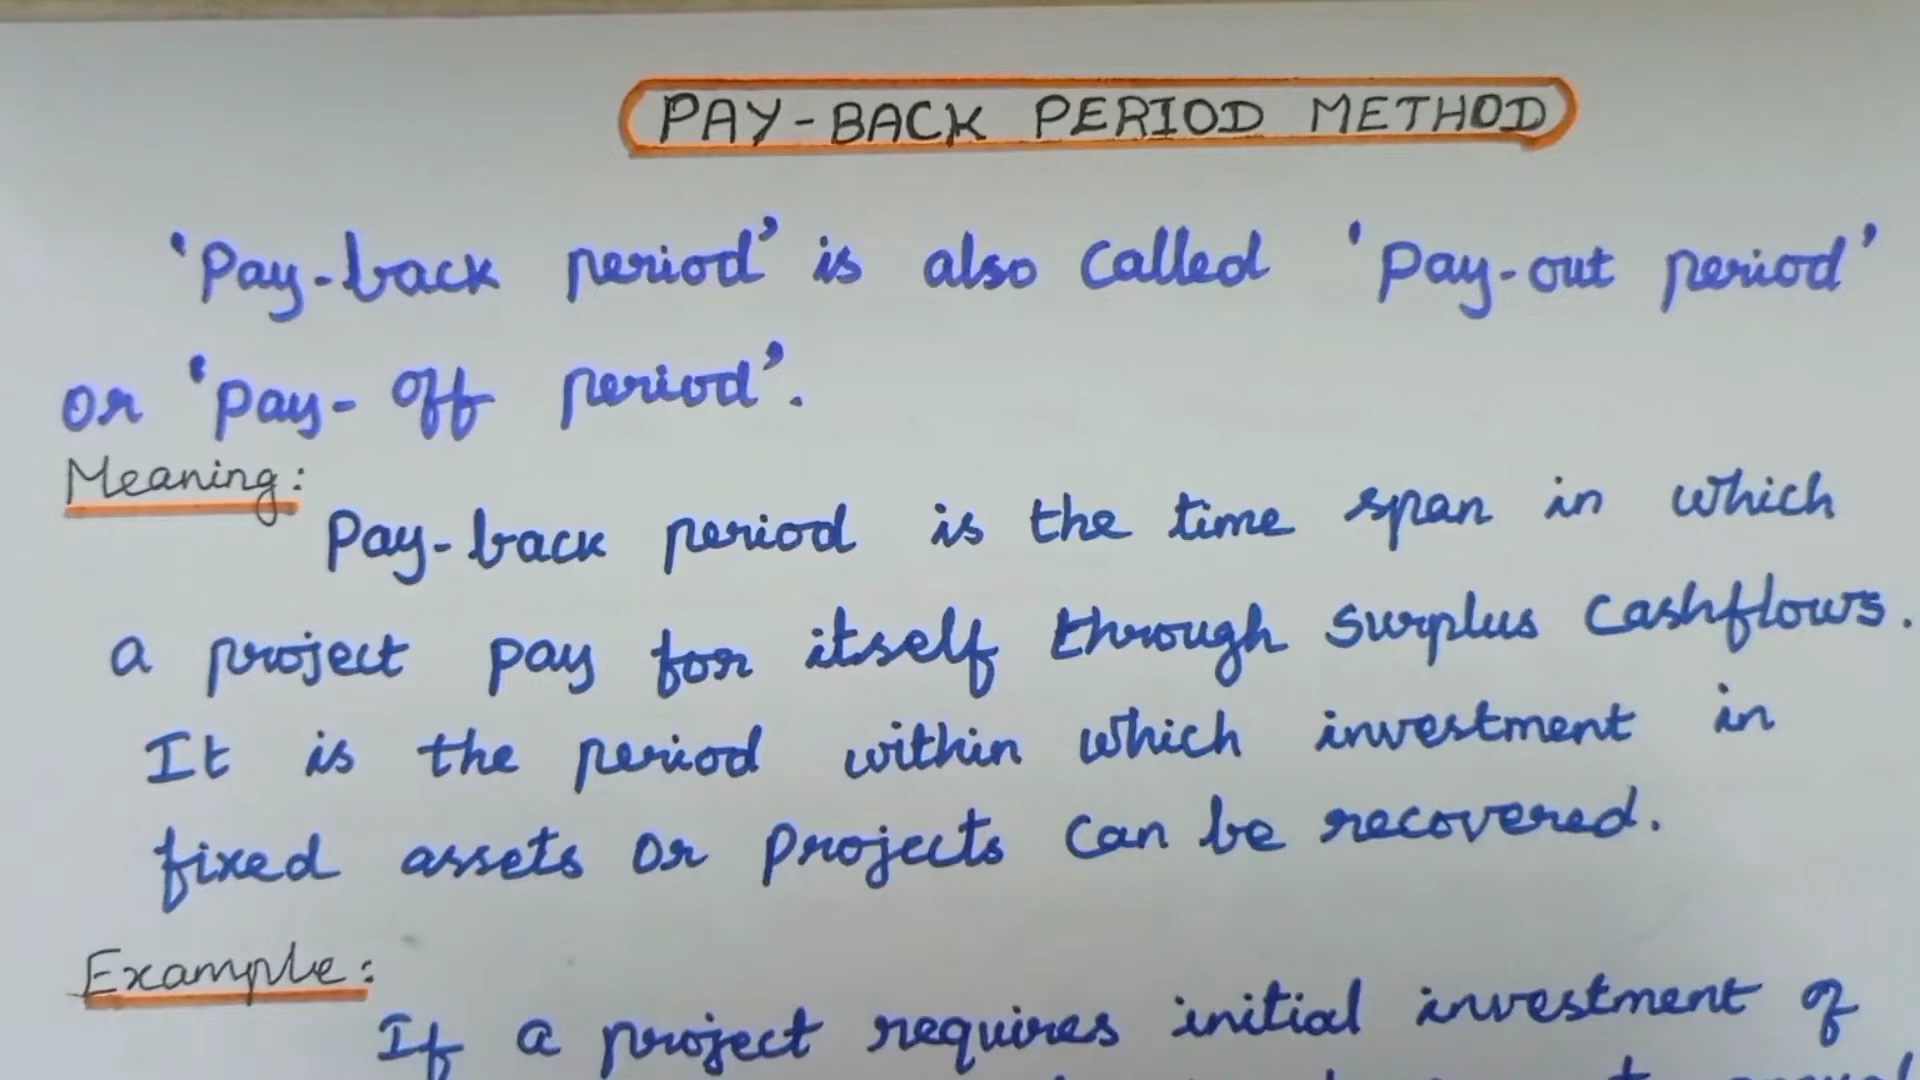 PAY-BACK PERIOD METHOD
'Pay-back period' is also called 'Pay-out period'
or 'pay-off period'.
Meaning:
Pay-back period is the time span in which
a project pay for itself through surplus cashflows.
It is the period within which investment in
fixed assets or projects can be recovered.
Example:
If a project requires initial investment of